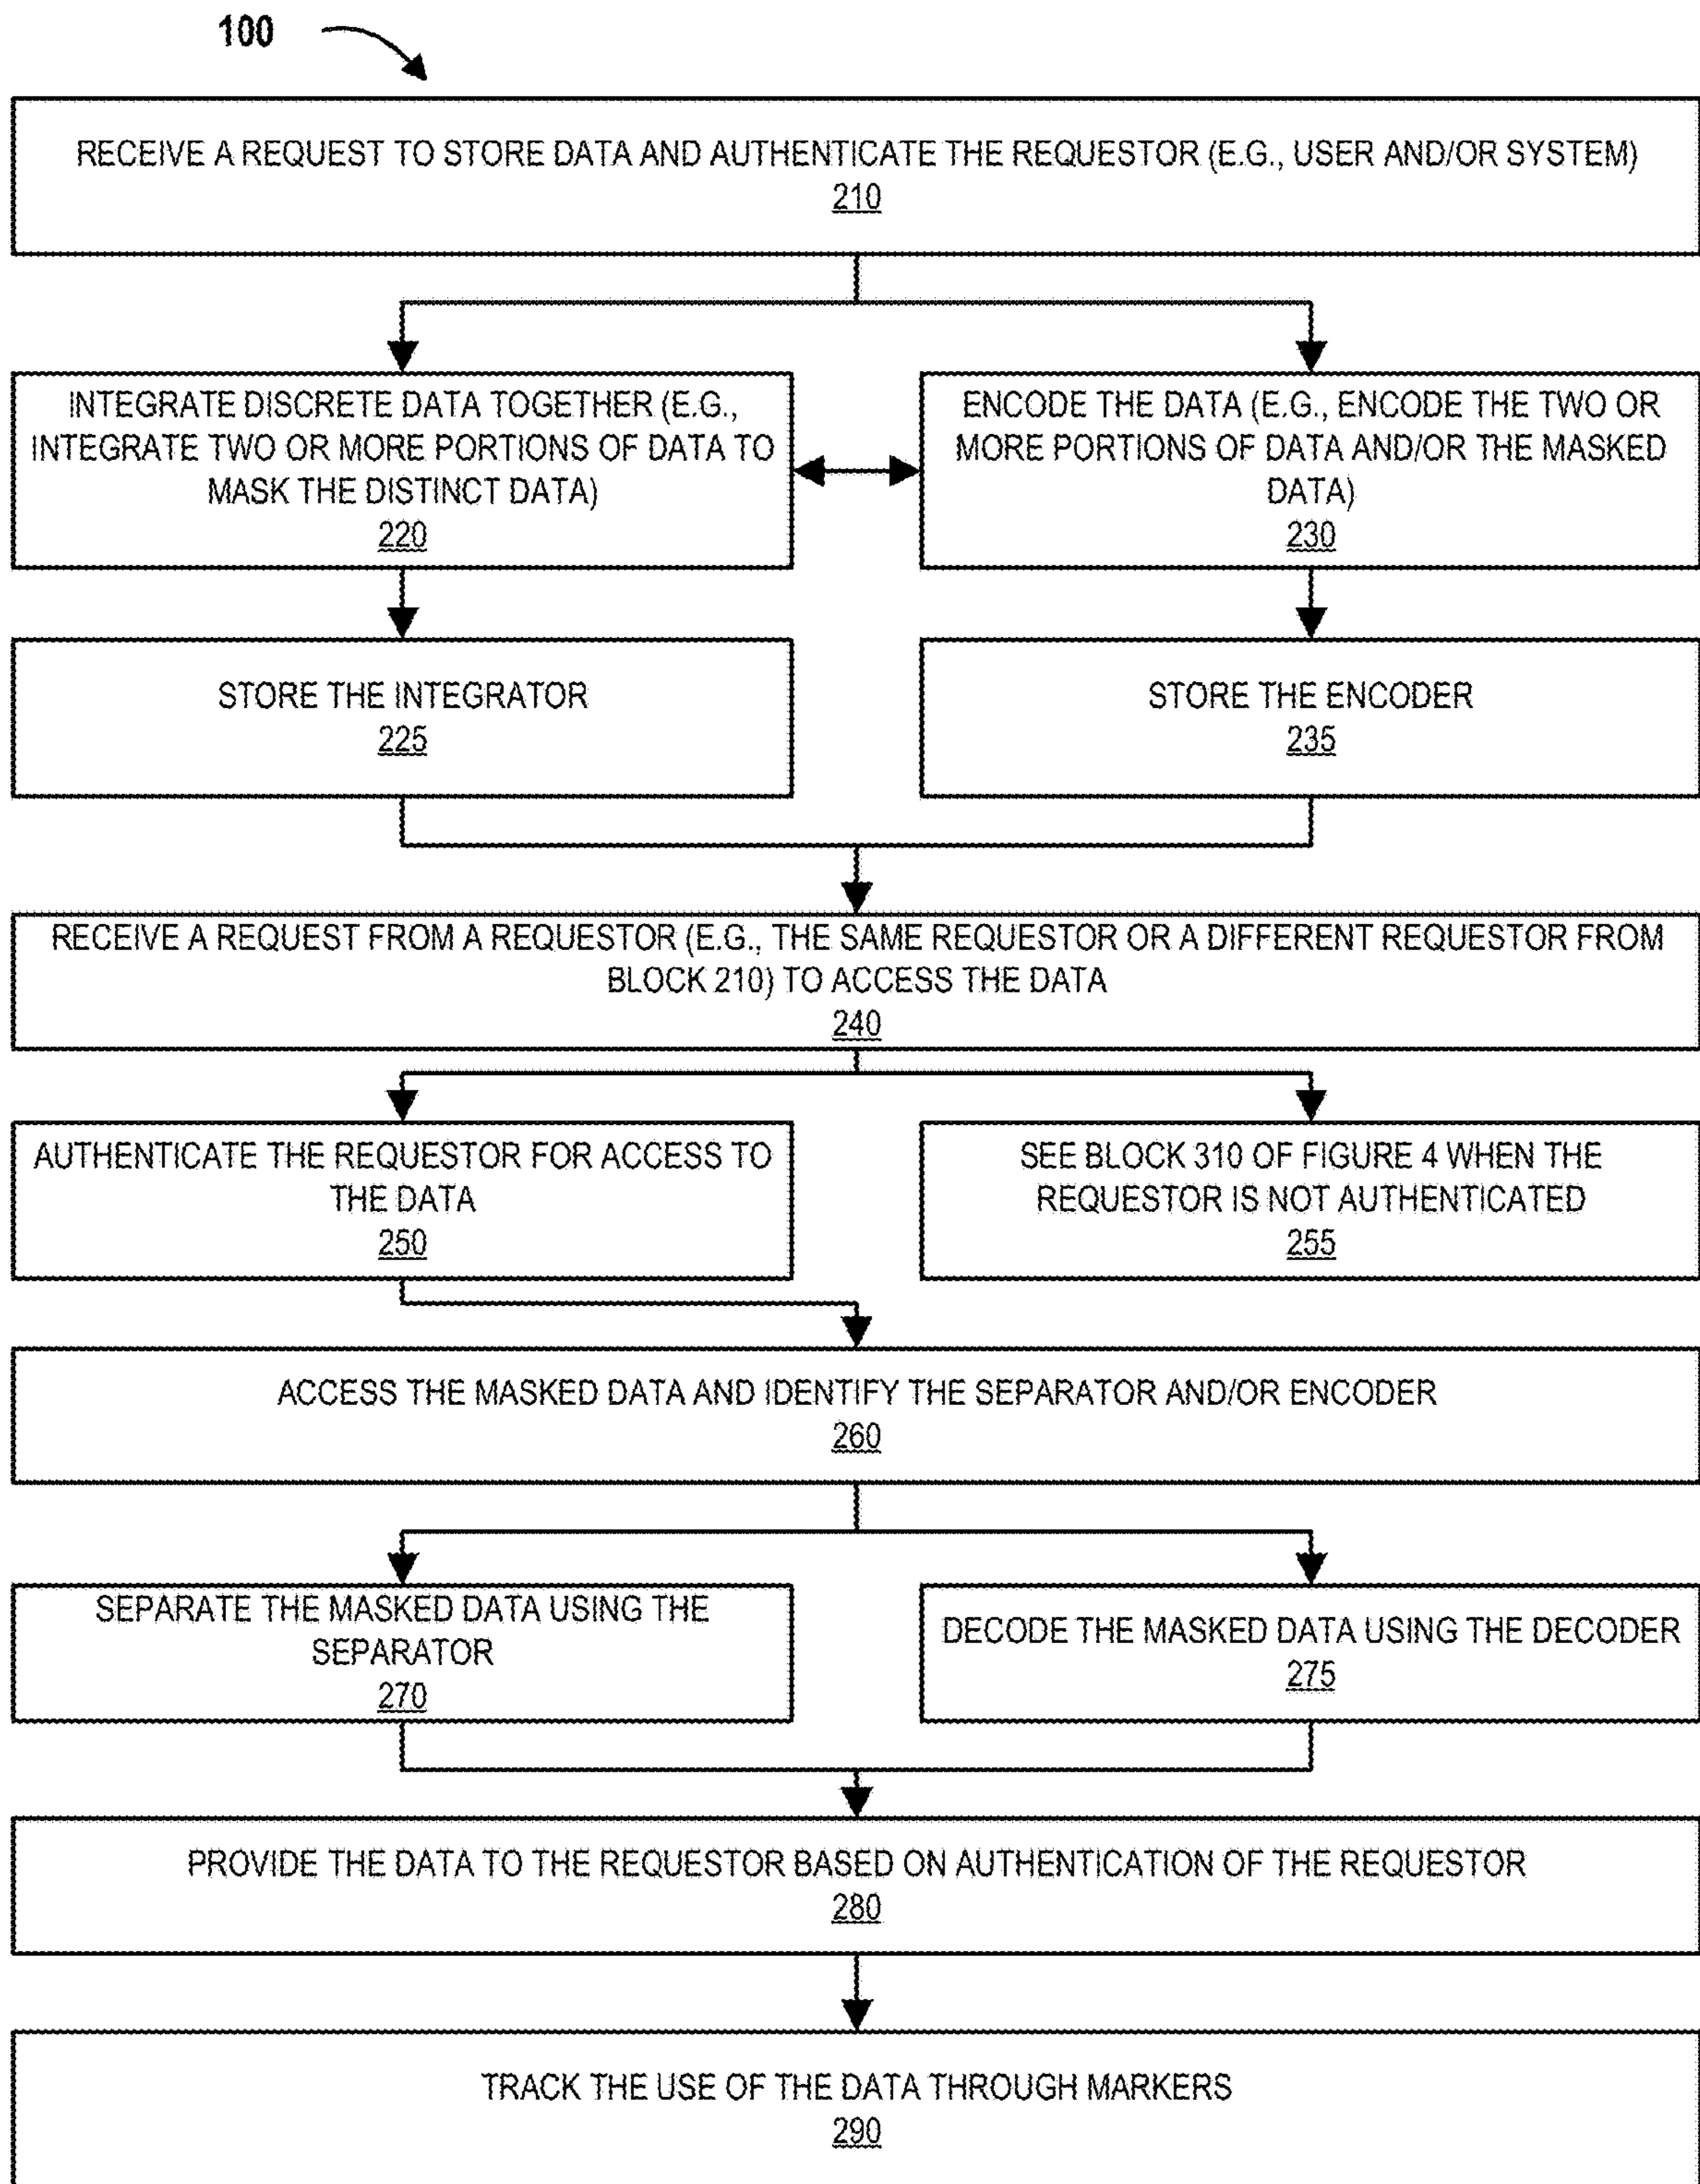 100
RECEIVE A REQUEST TO STORE DATA AND AUTHENTICATE THE REQUESTOR (E.G., USER AND/OR SYSTEM)
210
INTEGRATE DISCRETE DATA TOGETHER (E.G.,
INTEGRATE TWO OR MORE PORTIONS OF DATA TO
MASK THE DISTINCT DATA)
220
ENCODE THE DATA (E.G., ENCODE THE TWO OR
MORE PORTIONS OF DATA AND/OR THE MASKED
DATA)
230
STORE THE INTEGRATOR
225
STORE THE ENCODER
235
RECEIVE A REQUEST FROM A REQUESTOR (E.G., THE SAME REQUESTOR OR A DIFFERENT REQUESTOR FROM
BLOCK 210) TO ACCESS THE DATA
240
AUTHENTICATE THE REQUESTOR FOR ACCESS TO
THE DATA
250
SEE BLOCK 310 OF FIGURE 4 WHEN THE
REQUESTOR IS NOT AUTHENTICATED
255
ACCESS THE MASKED DATA AND IDENTIFY THE SEPARATOR AND/OR ENCODER
260
SEPARATE THE MASKED DATA USING THE
SEPARATOR
270
DECODE THE MASKED DATA USING THE DECODER
275
PROVIDE THE DATA TO THE REQUESTOR BASED ON AUTHENTICATION OF THE REQUESTOR
280
TRACK THE USE OF THE DATA THROUGH MARKERS
290